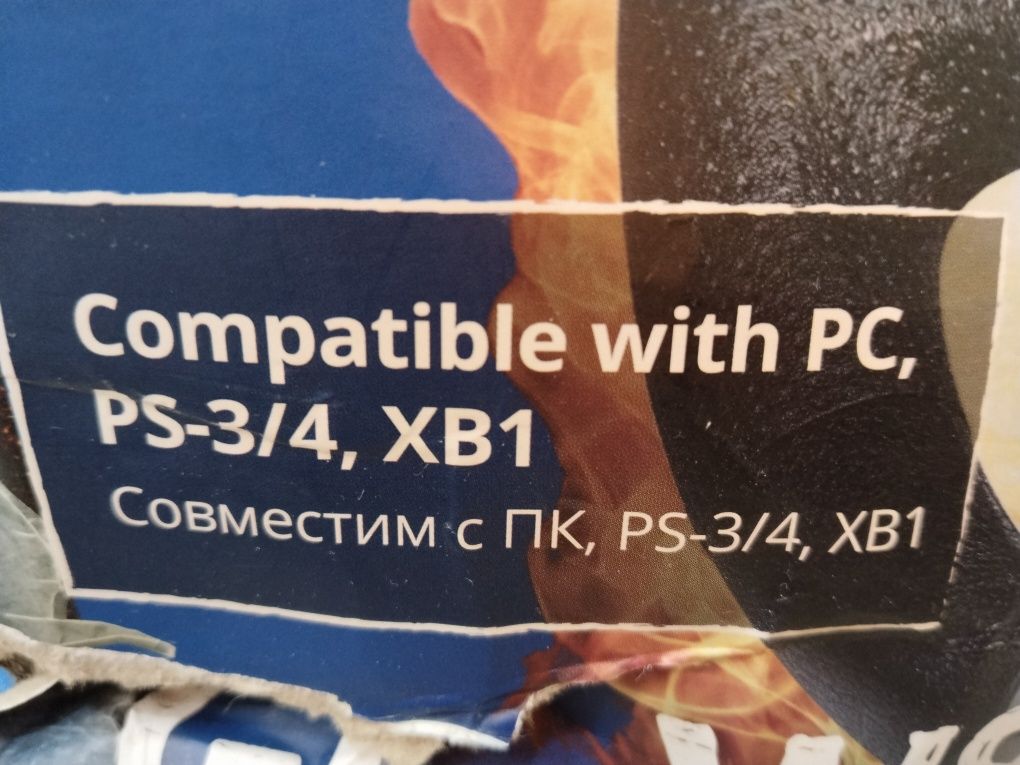 Compatible with PC,
PS-3/4, XB1
Совместим с ПК, PS-3/4, XB1